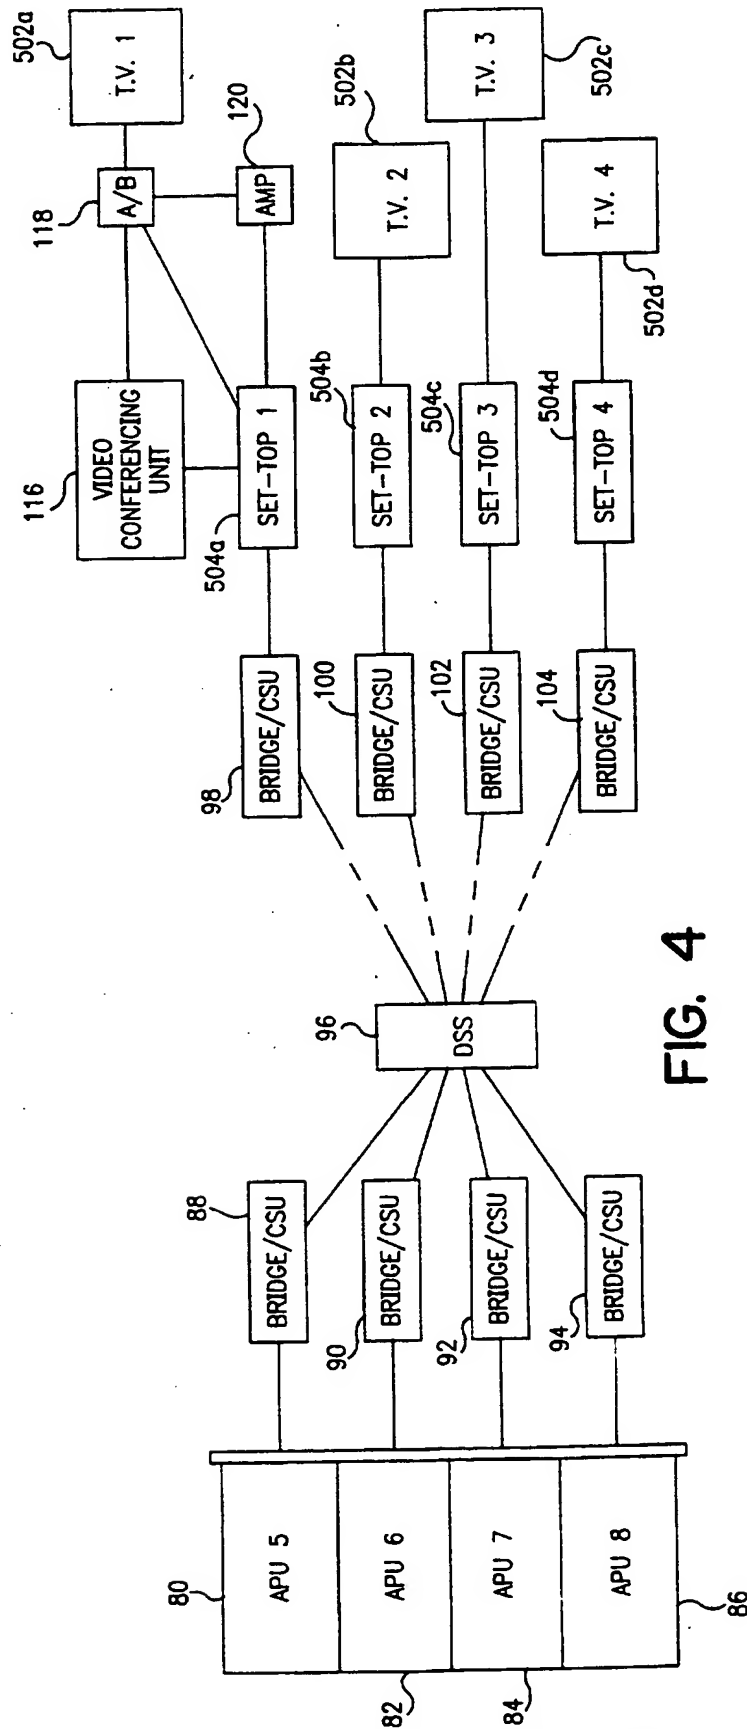 80
APU 5
APU 6
82
APU 7
84
APU 8
86
88
BRIDGE/CSU
90
BRIDGE/CSU
92
BRIDGE/CSU
94
BRIDGE/CSU
96
DSS
98
BRIDGE/CSU
100
BRIDGE/CSU
102
BRIDGE/CSU
104
BRIDGE/CSU
116
VIDEO
CONFERENCING
UNIT
504a
SET-TOP 1
504b
SET-TOP 2
504c
SET-TOP 3
504d
SET-TOP 4
118
A/B
120
AMP
502a
T.V. 1
502b
T.V. 2
T.V. 3
502c
T.V. 4
502d
FIG. 4